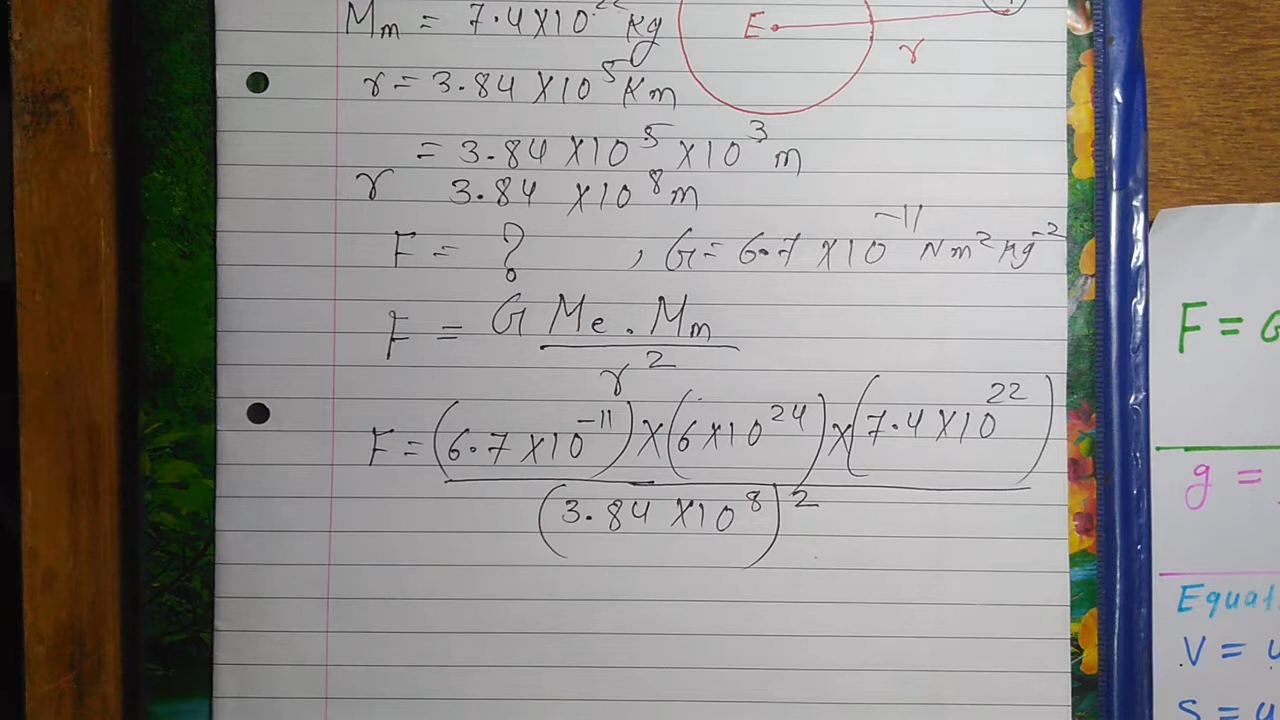 Mm = 7.4X10^22 kg
E
r
r = 3.84 X10^5 Km
= 3.84 X10^5 X10^3 m
r 3.84 X10^8 m
F = ? , G = 6.7 X10^-11 Nm^2 kg^-2
F = G Me . Mm / r^2
F = (6.7 X10^-11) X (6 X10^24) X (7.4 X10^22) / (3.84 X10^8)^2
F = G
g =
Equat
V = u
S = u